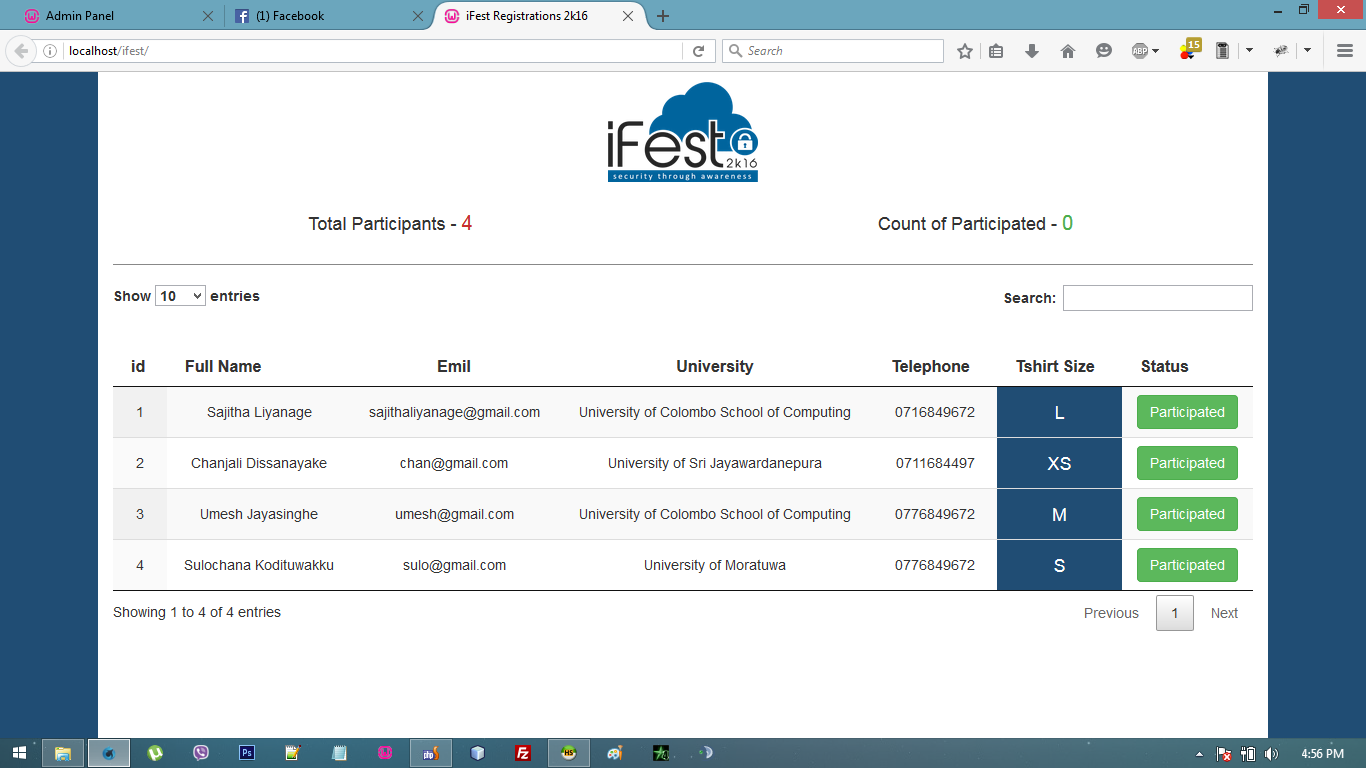 Admin Panel
(1) Facebook
iFest Registrations 2k16
localhost/ifest/
Search
ABP
15
iFest
2k16
security through awareness
Total Participants - 4
Count of Participated - 0
Show 10 entries
Search:
id Full Name Emil University Telephone Tshirt Size Status
1 Sajitha Liyanage sajithaliyanage@gmail.com University of Colombo School of Computing 0716849672 L Participated
2 Chanjali Dissanayake chan@gmail.com University of Sri Jayawardanepura 0711684497 XS Participated
3 Umesh Jayasinghe umesh@gmail.com University of Colombo School of Computing 0776849672 M Participated
4 Sulochana Kodituwakku sulo@gmail.com University of Moratuwa 0776849672 S Participated
Showing 1 to 4 of 4 entries
Previous 1 Next
Ps
php
Fz
HS
4:56 PM